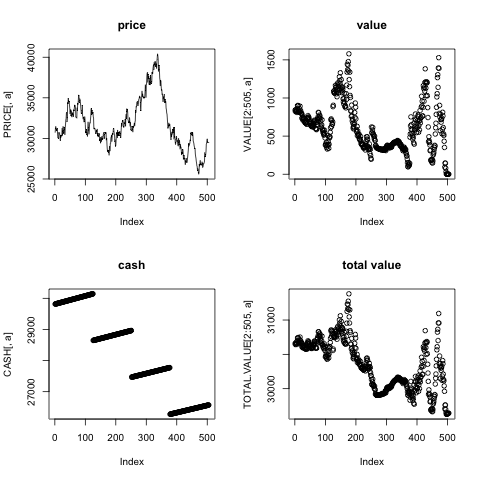 price
PRICE[, a]
25000 30000 35000 40000
0 100 200 300 400 500
Index
value
VALUE[2:505, a]
0 500 1000 1500
0 100 200 300 400 500
Index
cash
CASH[, a]
27000 29000
0 100 200 300 400 500
Index
total value
TOTAL.VALUE[2:505, a]
30000 31000
0 100 200 300 400 500
Index